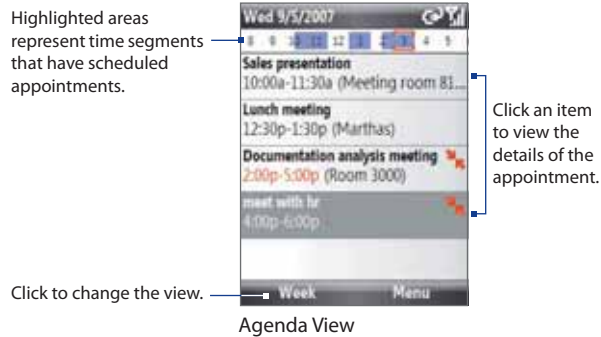 Highlighted areas
represent time segments
that have scheduled
appointments.
Wed 9/5/2007
8 9 10 11 12 1 2 3 4 5
Sales presentation
10:00a-11:30a (Meeting room 81...
Lunch meeting
12:30p-1:30p (Marthas)
Documentation analysis meeting
2:00p-5:00p (Room 3000)
meet with hr
4:00p-6:00p
Click an item
to view the
details of the
appointment.
Click to change the view.
Week Menu
Agenda View